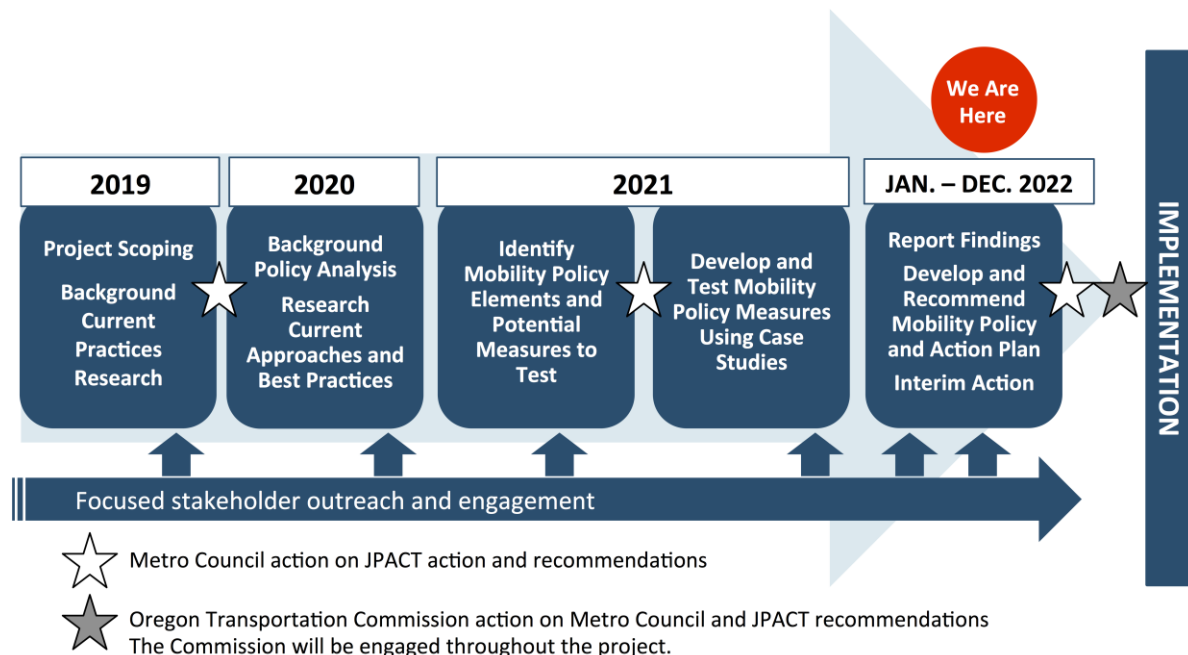 We Are
Here
2019
2020
2021
JAN. – DEC. 2022
Project Scoping
Background
Current
Practices
Research
Background
Policy Analysis
Research
Current
Approaches and
Best Practices
Identify
Mobility Policy
Elements and
Potential
Measures to
Test
Develop and
Test Mobility
Policy Measures
Using Case
Studies
Report Findings
Develop and
Recommend
Mobility Policy
and Action Plan
Interim Action
IMPLEMENTATION
Focused stakeholder outreach and engagement
Metro Council action on JPACT action and recommendations
Oregon Transportation Commission action on Metro Council and JPACT recommendations
The Commission will be engaged throughout the project.